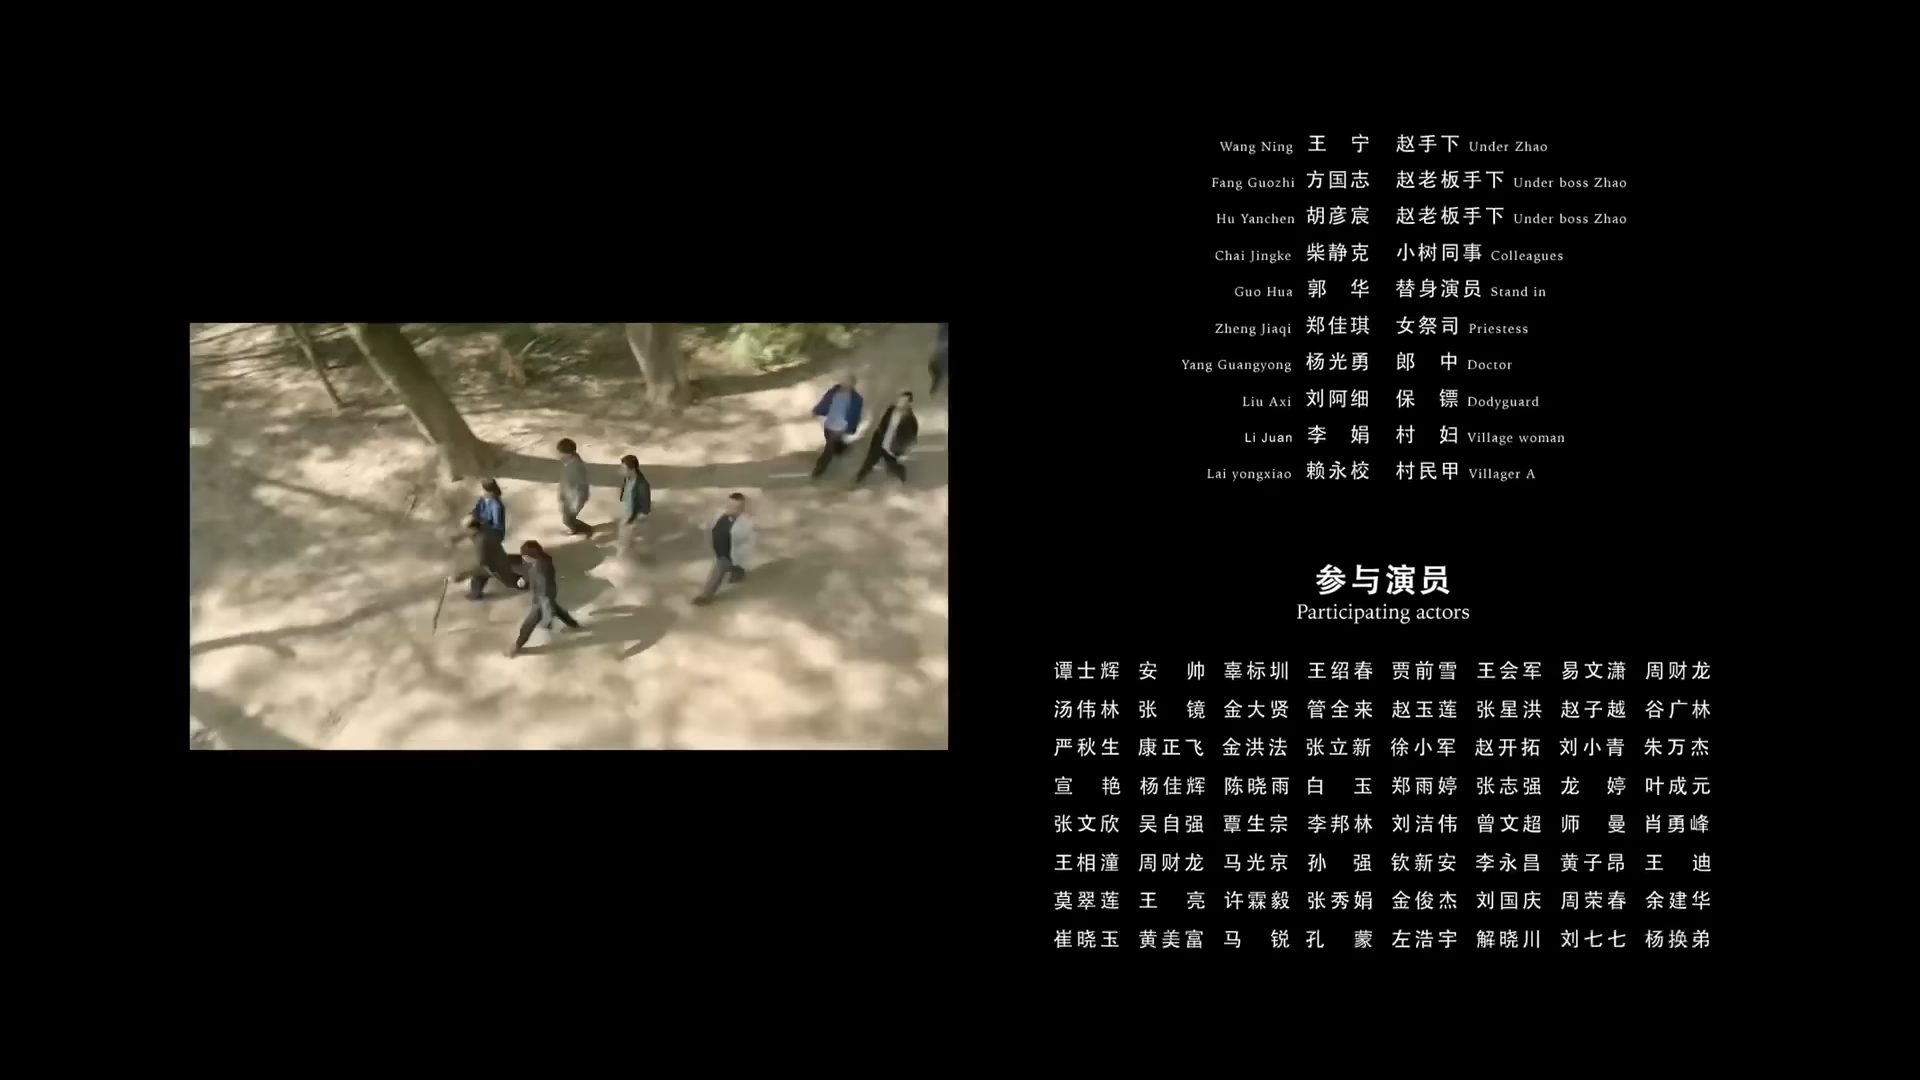 Wang Ning 王 宁 赵手下 Under Zhao
Fang Guozhi 方国志 赵老板手下 Under boss Zhao
Hu Yanchen 胡彦宸 赵老板手下 Under boss Zhao
Chai Jingke 柴静克 小树同事 Colleagues
Guo Hua 郭 华 替身演员 Stand in
Zheng Jiaqi 郑佳琪 女祭司 Priestess
Yang Guangyong 杨光勇 郎 中 Doctor
Liu Axi 刘阿细 保 镖 Dodyguard
Li Juan 李 娟 村 妇 Village woman
Lai yongxiao 赖永校 村民甲 Villager A
参与演员
Participating actors
谭士辉 安 帅 辜标圳 王绍春 贾前雪 王会军 易文潇 周财龙
汤伟林 张 镜 金大贤 管全来 赵玉莲 张星洪 赵子越 谷广林
严秋生 康正飞 金洪法 张立新 徐小军 赵开拓 刘小青 朱万杰
宣 艳 杨佳辉 陈晓雨 白 玉 郑雨婷 张志强 龙 婷 叶成元
张文欣 吴自强 覃生宗 李邦林 刘洁伟 曾文超 师 曼 肖勇峰
王相潼 周财龙 马光京 孙 强 钦新安 李永昌 黄子昂 王 迪
莫翠莲 王 亮 许霖毅 张秀娟 金俊杰 刘国庆 周荣春 余建华
崔晓玉 黄美富 马 锐 孔 蒙 左浩宇 解晓川 刘七七 杨换弟